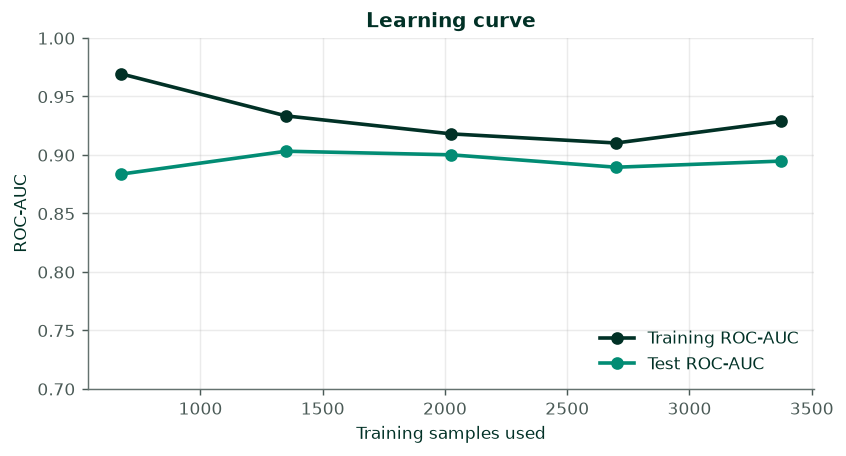 Learning curve
1.00
0.95
0.90
0.85
0.80
0.75
0.70
ROC-AUC
Training ROC-AUC
Test ROC-AUC
1000 1500 2000 2500 3000 3500
Training samples used